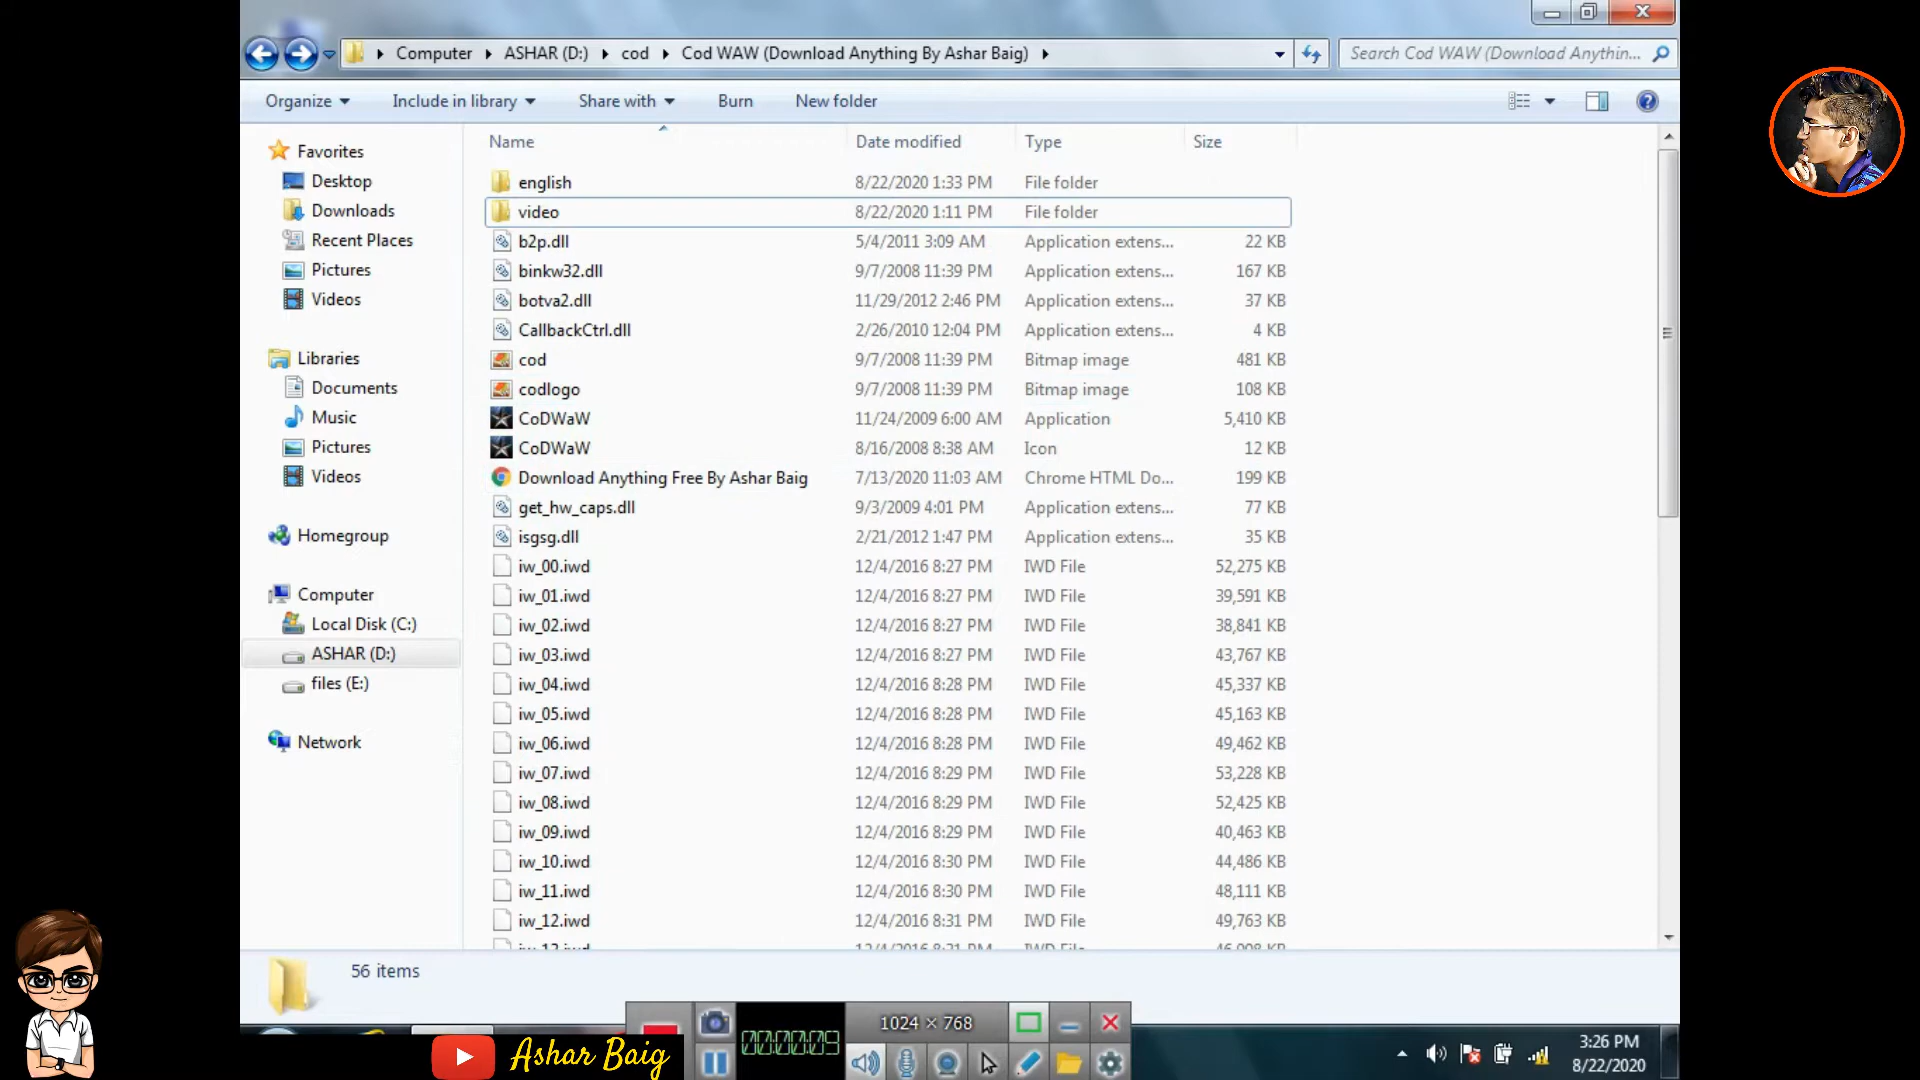 Computer ASHAR (D:) cod Cod WAW (Download Anything By Ashar Baig)
Search Cod WAW (Download Anythin...
Organize Include in library Share with Burn New folder
Name Date modified Type Size
Favorites
Desktop
Downloads
Recent Places
Pictures
Videos
Libraries
Documents
Music
Pictures
Videos
Homegroup
Computer
Local Disk (C:)
ASHAR (D:)
files (E:)
Network
english 8/22/2020 1:33 PM File folder
video 8/22/2020 1:11 PM File folder
b2p.dll 5/4/2011 3:09 AM Application extens... 22 KB
binkw32.dll 9/7/2008 11:39 PM Application extens... 167 KB
botva2.dll 11/29/2012 2:46 PM Application extens... 37 KB
CallbackCtrl.dll 2/26/2010 12:04 PM Application extens... 4 KB
cod 9/7/2008 11:39 PM Bitmap image 481 KB
codlogo 9/7/2008 11:39 PM Bitmap image 108 KB
CoDWaW 11/24/2009 6:00 AM Application 5,410 KB
CoDWaW 8/16/2008 8:38 AM Icon 12 KB
Download Anything Free By Ashar Baig 7/13/2020 11:03 AM Chrome HTML Do... 199 KB
get_hw_caps.dll 9/3/2009 4:01 PM Application extens... 77 KB
isgsg.dll 2/21/2012 1:47 PM Application extens... 35 KB
iw_00.iwd 12/4/2016 8:27 PM IWD File 52,275 KB
iw_01.iwd 12/4/2016 8:27 PM IWD File 39,591 KB
iw_02.iwd 12/4/2016 8:27 PM IWD File 38,841 KB
iw_03.iwd 12/4/2016 8:27 PM IWD File 43,767 KB
iw_04.iwd 12/4/2016 8:28 PM IWD File 45,337 KB
iw_05.iwd 12/4/2016 8:28 PM IWD File 45,163 KB
iw_06.iwd 12/4/2016 8:28 PM IWD File 49,462 KB
iw_07.iwd 12/4/2016 8:29 PM IWD File 53,228 KB
iw_08.iwd 12/4/2016 8:29 PM IWD File 52,425 KB
iw_09.iwd 12/4/2016 8:29 PM IWD File 40,463 KB
iw_10.iwd 12/4/2016 8:30 PM IWD File 44,486 KB
iw_11.iwd 12/4/2016 8:30 PM IWD File 48,111 KB
iw_12.iwd 12/4/2016 8:31 PM IWD File 49,763 KB
56 items
1024 × 768
00:00:09
Ashar Baig
3:26 PM
8/22/2020